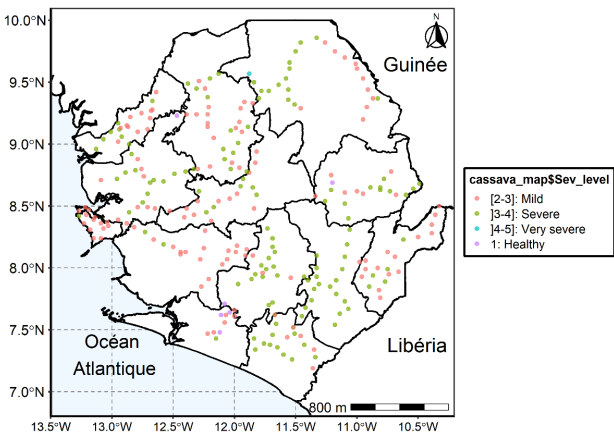 N
10.0°N
9.5°N
9.0°N
8.5°N
8.0°N
7.5°N
7.0°N
Guinée
Océan
Atlantique
Libéria
800 m
13.5°W 13.0°W 12.5°W 12.0°W 11.5°W 11.0°W 10.5°W
cassava_map$Sev_level
[2-3]: Mild
]3-4]: Severe
]4-5]: Very severe
1: Healthy